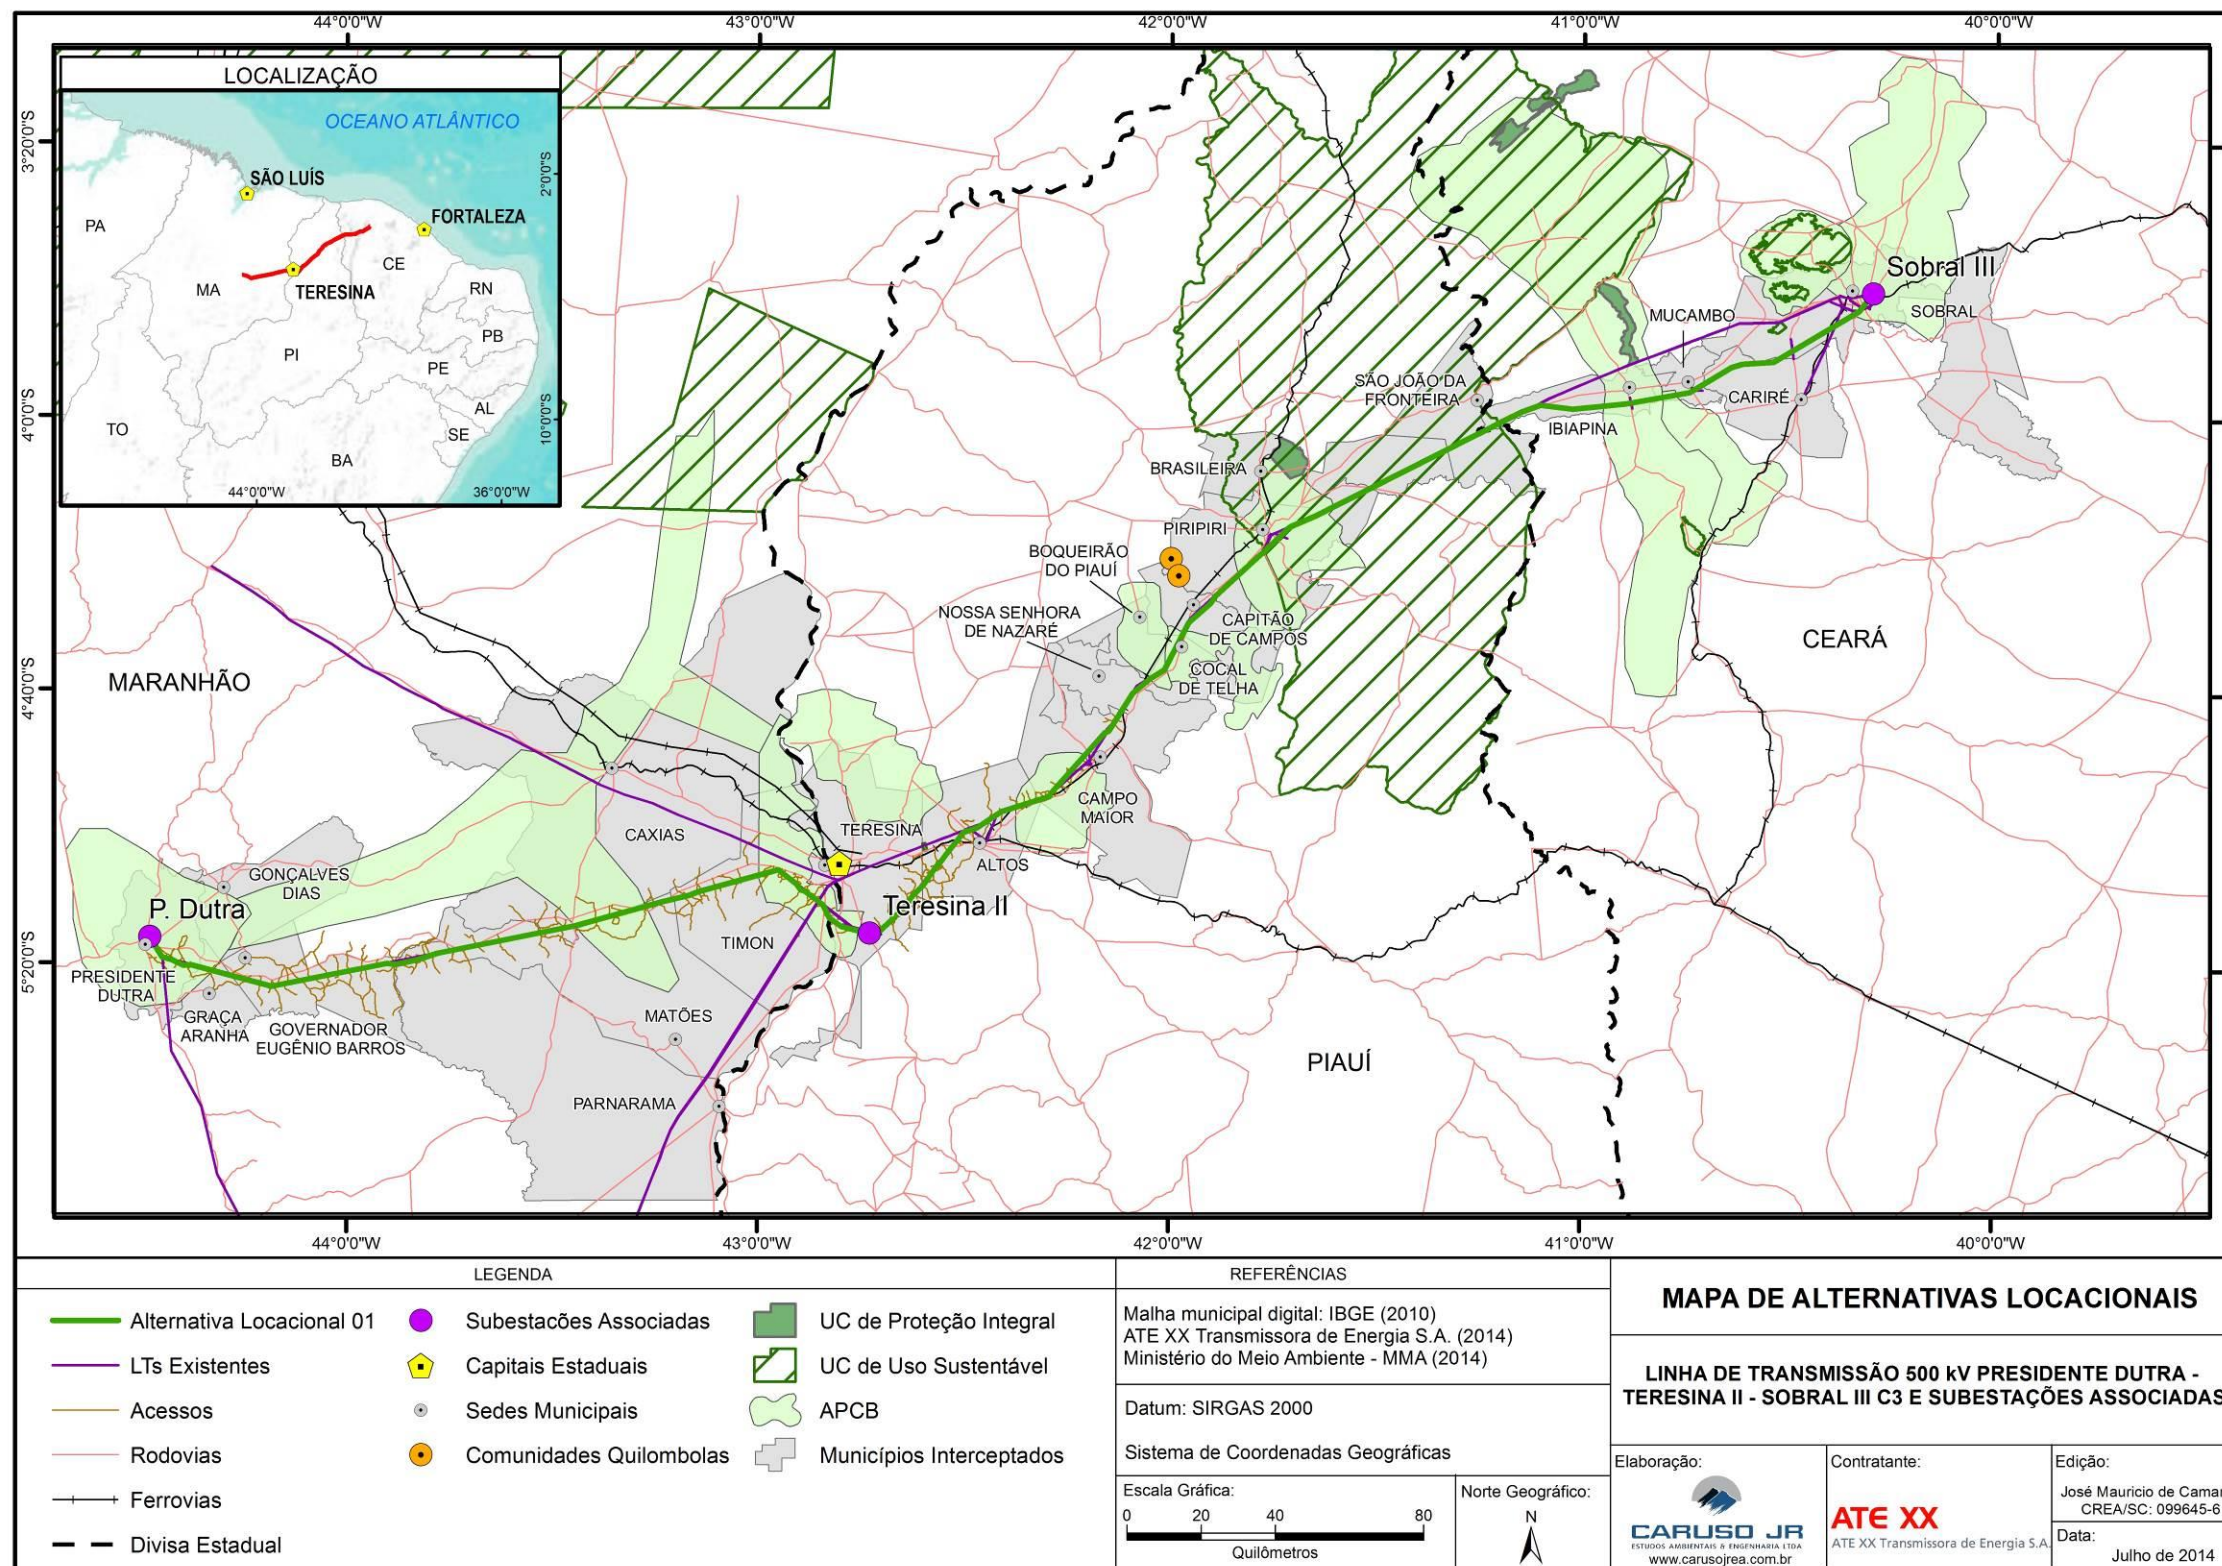 44°0'0"W
43°0'0"W
42°0'0"W
41°0'0"W
40°0'0"W
LOCALIZAÇÃO
OCEANO ATLÂNTICO
SÃO LUÍS
FORTALEZA
TERESINA
PA
MA
CE
RN
PB
PI
PE
AL
SE
TO
BA
2°0'0"S
10°0'0"S
44°0'0"W
36°0'0"W
3°20'0"S
4°0'0"S
4°40'0"S
5°20'0"S
Sobral III
SOBRAL
MUCAMBO
SÃO JOÃO DA
FRONTEIRA
CARIRÉ
IBIAPINA
BRASILEIRA
PIRIPIRI
BOQUEIRÃO
DO PIAUÍ
NOSSA SENHORA
DE NAZARÉ
CAPITÃO
DE CAMPOS
COCAL
DE TELHA
CEARÁ
MARANHÃO
CAMPO
MAIOR
TERESINA
CAXIAS
ALTOS
GONÇALVES
DIAS
P. Dutra
Teresina II
TIMON
PRESIDENTE
DUTRA
GRAÇA
ARANHA
GOVERNADOR
EUGÊNIO BARROS
MATÕES
PARNARAMA
PIAUÍ
44°0'0"W
43°0'0"W
42°0'0"W
41°0'0"W
40°0'0"W
LEGENDA
Alternativa Locacional 01
LTs Existentes
Acessos
Rodovias
Ferrovias
Divisa Estadual
Subestacões Associadas
Capitais Estaduais
Sedes Municipais
Comunidades Quilombolas
UC de Proteção Integral
UC de Uso Sustentável
APCB
Municípios Interceptados
REFERÊNCIAS
Malha municipal digital: IBGE (2010)
ATE XX Transmissora de Energia S.A. (2014)
Ministério do Meio Ambiente - MMA (2014)
Datum: SIRGAS 2000
Sistema de Coordenadas Geográficas
Escala Gráfica:
0 20 40 80
Quilômetros
Norte Geográfico:
N
MAPA DE ALTERNATIVAS LOCACIONAIS
LINHA DE TRANSMISSÃO 500 kV PRESIDENTE DUTRA -
TERESINA II - SOBRAL III C3 E SUBESTAÇÕES ASSOCIADAS
Elaboração:
CARUSO JR
ESTUDOS AMBIENTAIS & ENGENHARIA LTDA
www.carusojrea.com.br
Contratante:
ATE XX
ATE XX Transmissora de Energia S.A.
Edição:
José Mauricio de Camar
CREA/SC: 099645-6
Data:
Julho de 2014